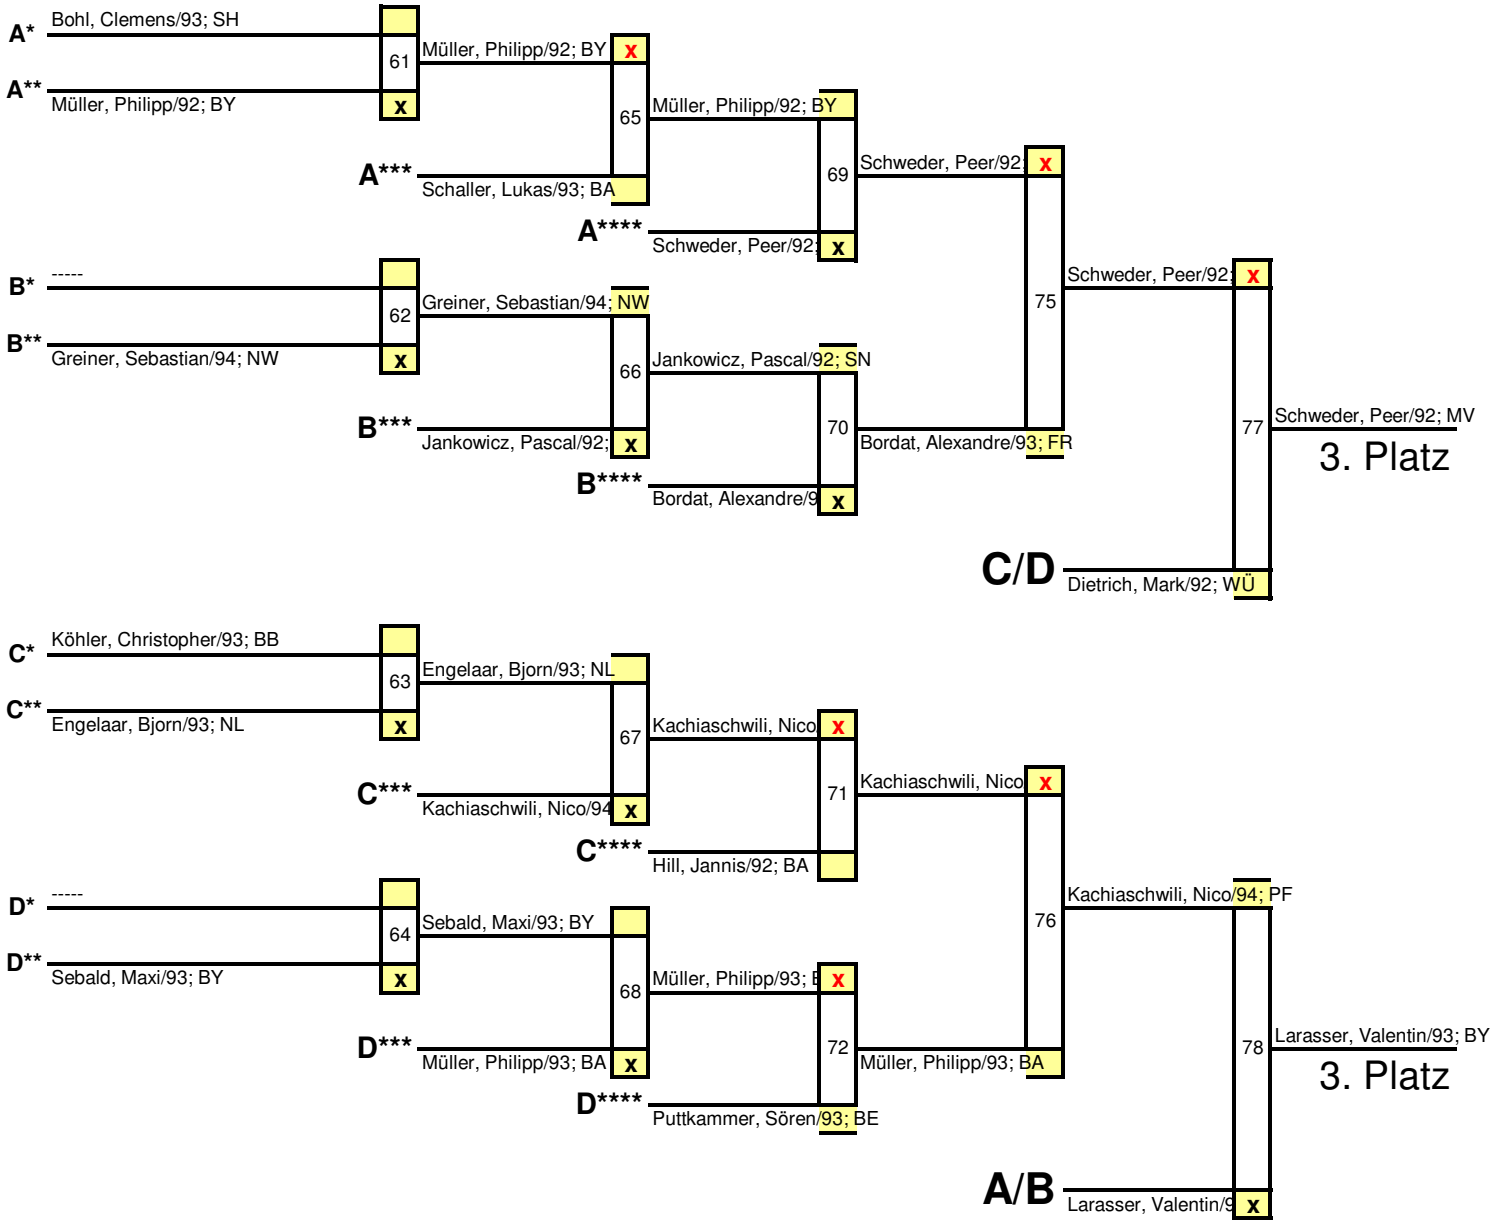 Bohl, Clemens/93; SH
A*
61
Müller, Philipp/92; BY
x
A**
Müller, Philipp/92; BY
x
65
Müller, Philipp/92; BY
A***
Schaller, Lukas/93; BA
69
Schweder, Peer/92;
x
A****
Schweder, Peer/92;
x
-----
B*
62
Greiner, Sebastian/94; NW
B**
Greiner, Sebastian/94; NW
x
66
Jankowicz, Pascal/92; SN
B***
Jankowicz, Pascal/92;
x
70
Bordat, Alexandre/93; FR
B****
Bordat, Alexandre/9
x
75
Schweder, Peer/92;
x
77
Schweder, Peer/92; MV
3. Platz
C/D
Dietrich, Mark/92; WÜ
Köhler, Christopher/93; BB
C*
63
Engelaar, Bjorn/93; NL
C**
Engelaar, Bjorn/93; NL
x
67
Kachiaschwili, Nico
x
C***
Kachiaschwili, Nico/94
x
71
Kachiaschwili, Nico
x
C****
Hill, Jannis/92; BA
-----
D*
64
Sebald, Maxi/93; BY
D**
Sebald, Maxi/93; BY
x
68
Müller, Philipp/93; B
x
D***
Müller, Philipp/93; BA
x
72
Müller, Philipp/93; BA
D****
Puttkammer, Sören/93; BE
76
Kachiaschwili, Nico/94; PF
78
Larasser, Valentin/93; BY
3. Platz
A/B
Larasser, Valentin/9
x